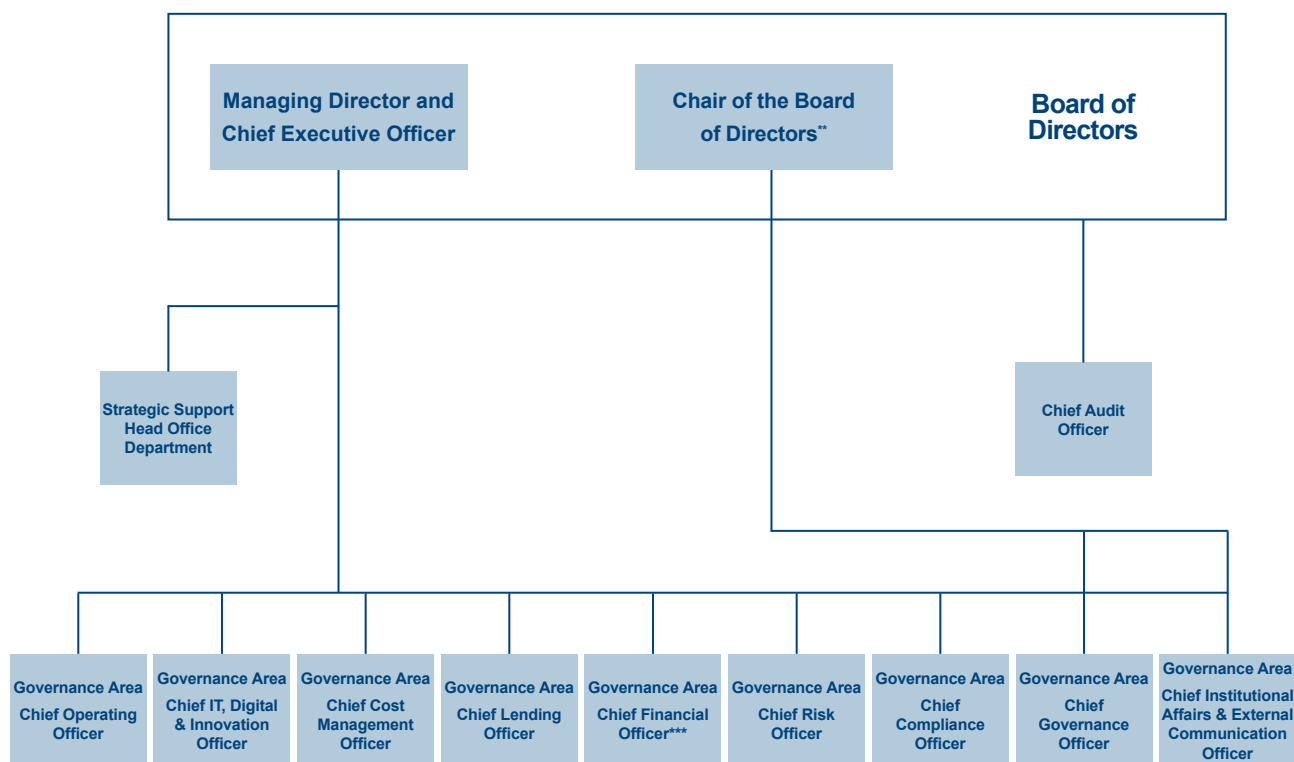 Managing Director and
Chief Executive Officer
Chair of the Board
of Directors**
Board of
Directors
Strategic Support
Head Office
Department
Chief Audit
Officer
Governance Area
Chief Operating
Officer
Governance Area
Chief IT, Digital
& Innovation
Officer
Governance Area
Chief Cost
Management
Officer
Governance Area
Chief Lending
Officer
Governance Area
Chief Financial
Officer***
Governance Area
Chief Risk
Officer
Governance Area
Chief
Compliance
Officer
Governance Area
Chief
Governance
Officer
Governance Area
Chief Institutional
Affairs & External
Communication
Officer